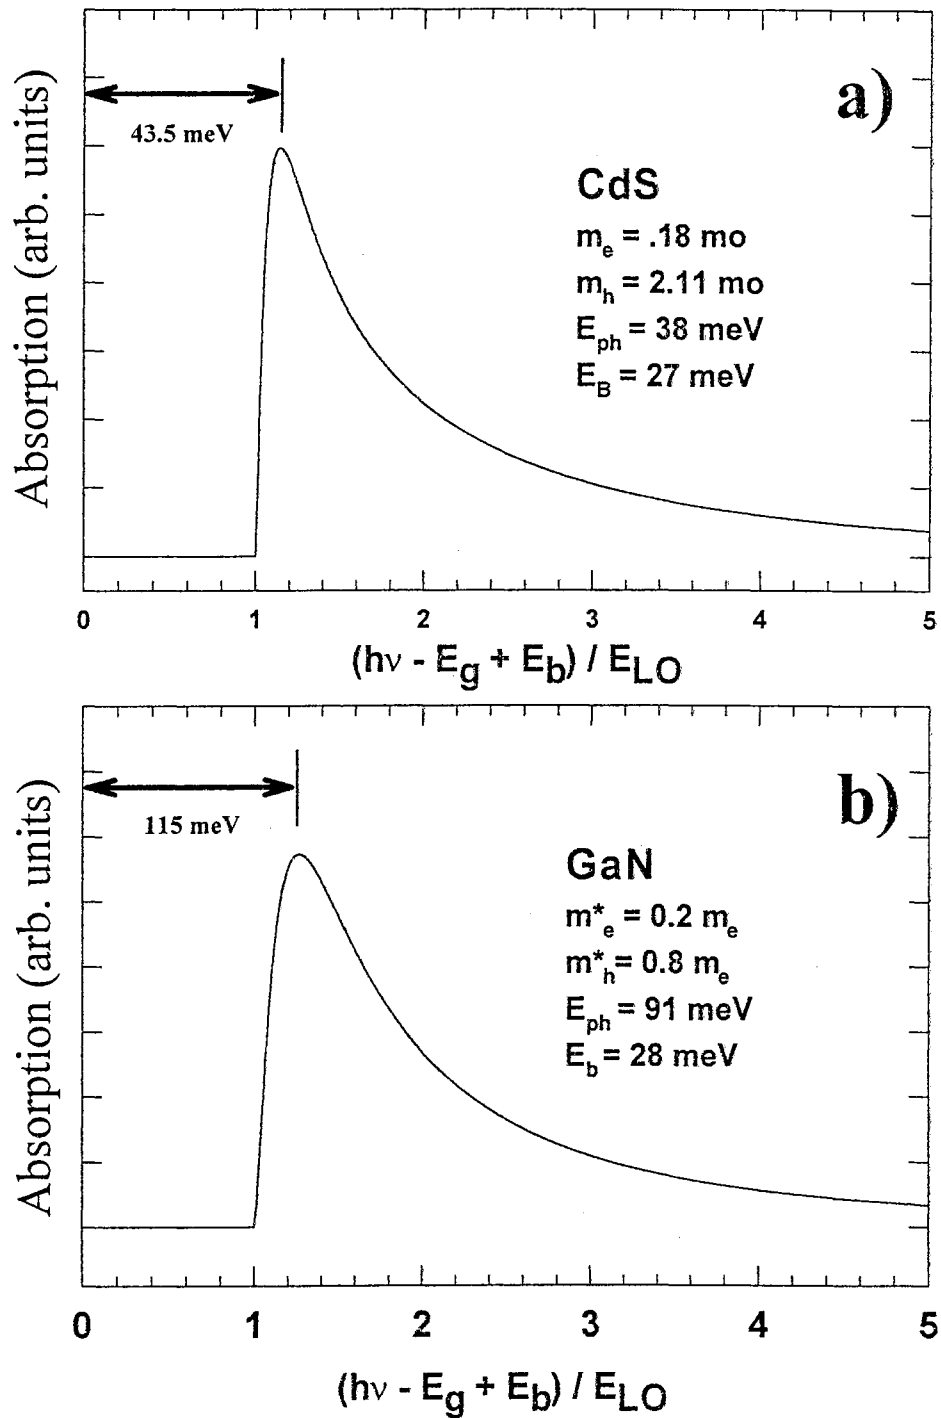 Absorption (arb. units)
43.5 meV
a)
CdS
m_e = .18 mo
m_h = 2.11 mo
E_ph = 38 meV
E_B = 27 meV
0 1 2 3 4 5
(hν - E_g + E_b) / E_LO
Absorption (arb. units)
115 meV
b)
GaN
m*_e = 0.2 m_e
m*_h = 0.8 m_e
E_ph = 91 meV
E_b = 28 meV
0 1 2 3 4 5
(hν - E_g + E_b) / E_LO